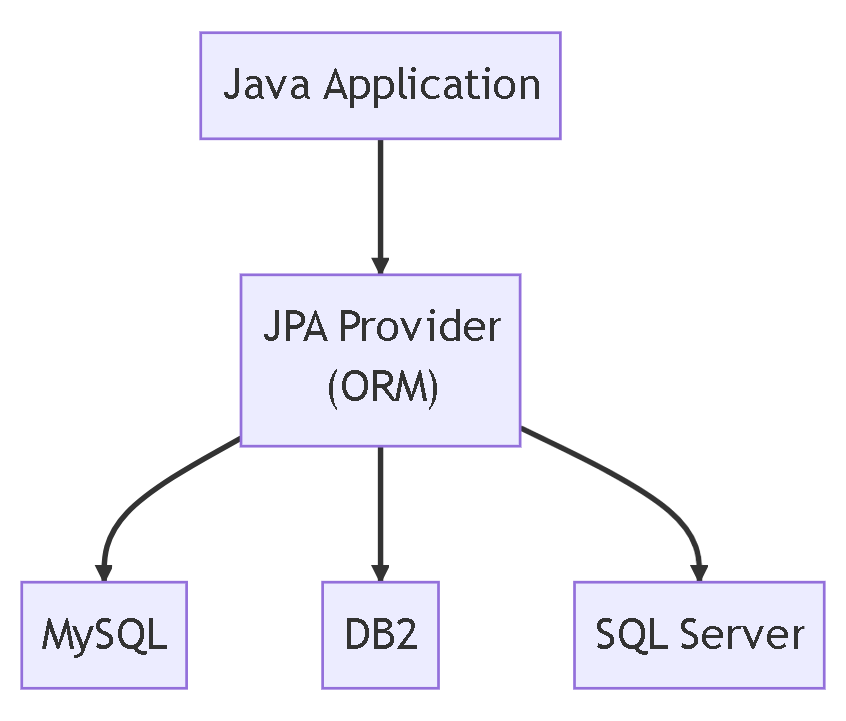 Java Application
JPA Provider
(ORM)
MySQL
DB2
SQL Server